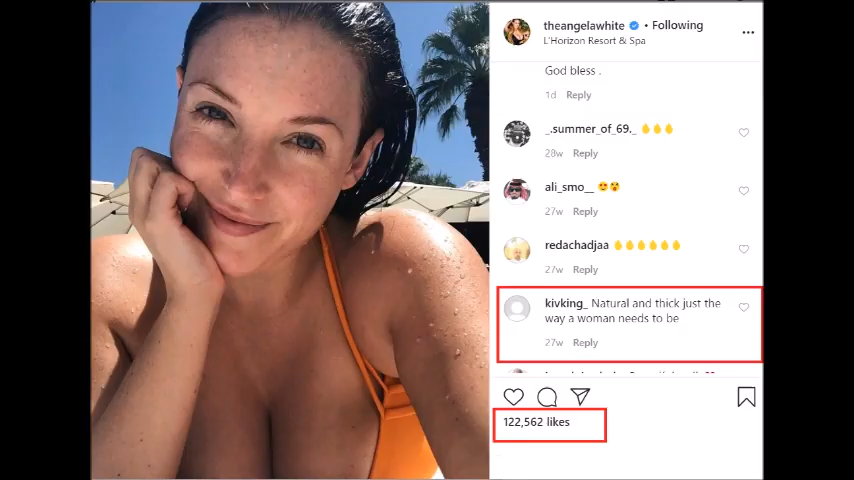 theangelawhite • Following
L'Horizon Resort & Spa
God bless .
1d Reply
_.summer_of_69._
28w Reply
ali_smo__
27w Reply
redachadjaa
27w Reply
kivking_ Natural and thick just the
way a woman needs to be
27w Reply
122,562 likes